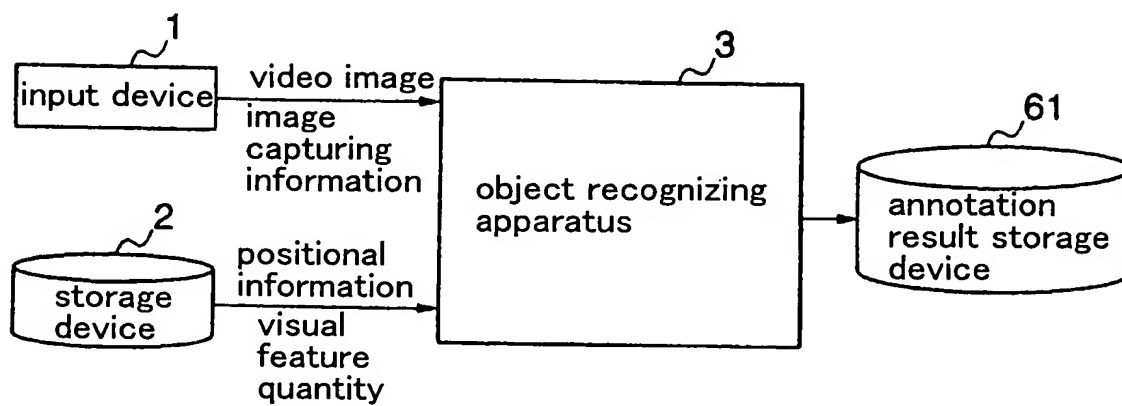 1
input device
video image
image
capturing
information
2
storage
device
positional
information
visual
feature
quantity
3
object recognizing
apparatus
61
annotation
result storage
device